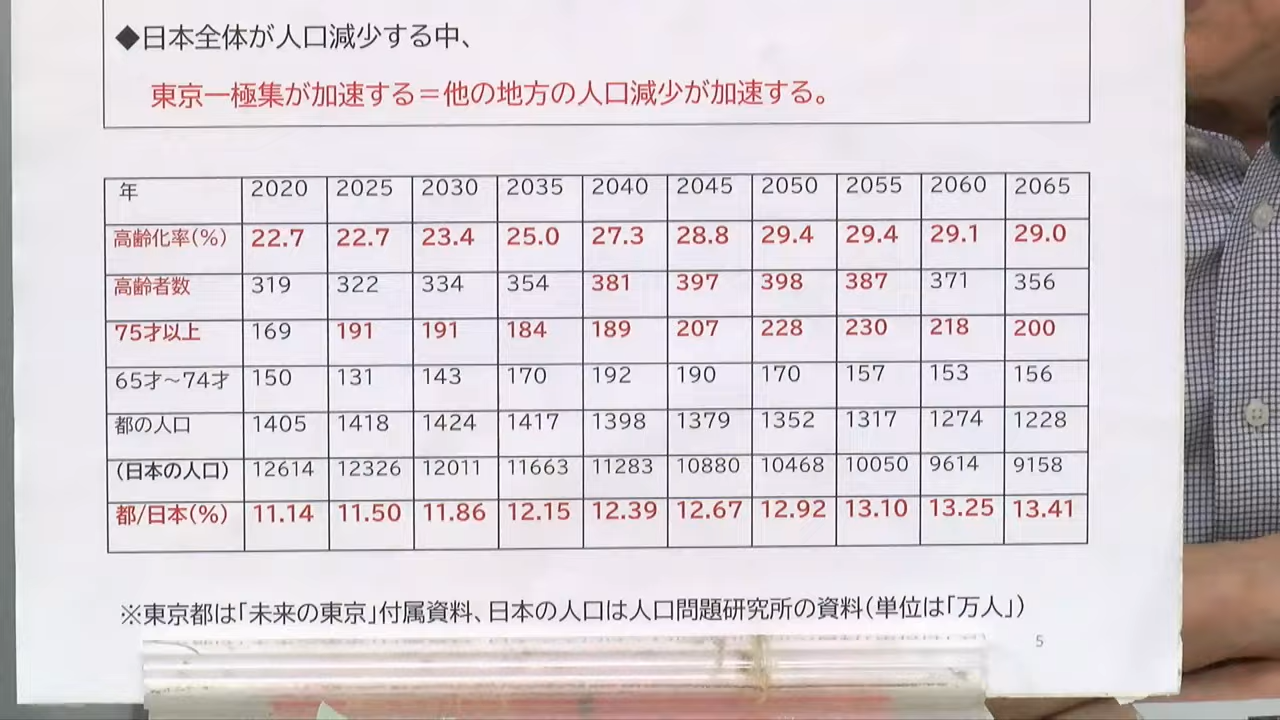 ◆日本全体が人口減少する中、
東京一極集が加速する＝他の地方の人口減少が加速する。
年 2020 2025 2030 2035 2040 2045 2050 2055 2060 2065
高齢化率(%) 22.7 22.7 23.4 25.0 27.3 28.8 29.4 29.4 29.1 29.0
高齢者数 319 322 334 354 381 397 398 387 371 356
75才以上 169 191 191 184 189 207 228 230 218 200
65才～74才 150 131 143 170 192 190 170 157 153 156
都の人口 1405 1418 1424 1417 1398 1379 1352 1317 1274 1228
(日本の人口) 12614 12326 12011 11663 11283 10880 10468 10050 9614 9158
都/日本(%) 11.14 11.50 11.86 12.15 12.39 12.67 12.92 13.10 13.25 13.41
※東京都は「未来の東京」付属資料、日本の人口は人口問題研究所の資料(単位は「万人」)
5